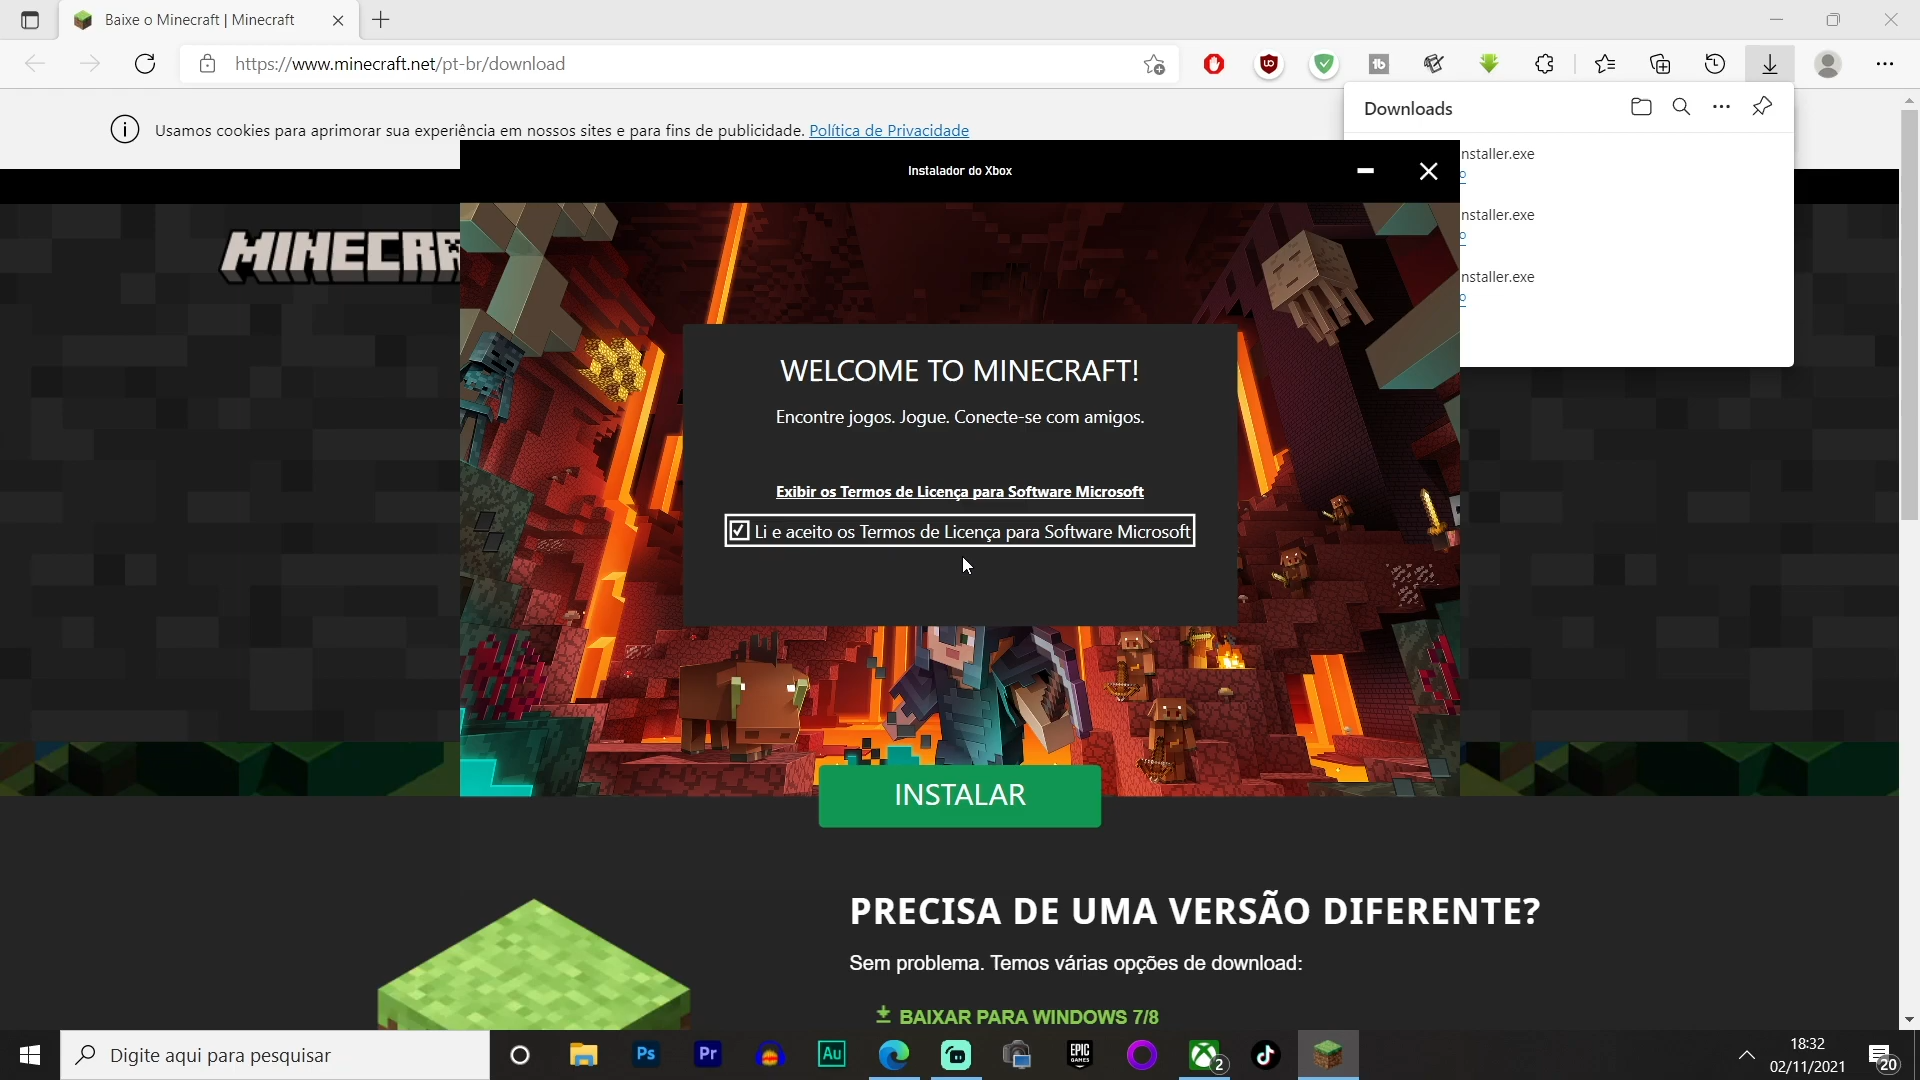 Baixe o Minecraft | Minecraft
https://www.minecraft.net/pt-br/download
Downloads
Usamos cookies para aprimorar sua experiência em nossos sites e para fins de publicidade. Política de Privacidade
nstaller.exe
o
nstaller.exe
o
nstaller.exe
o
Instalador do Xbox
MINECRA
WELCOME TO MINECRAFT!
Encontre jogos. Jogue. Conecte-se com amigos.
Exibir os Termos de Licença para Software Microsoft
Li e aceito os Termos de Licença para Software Microsoft
INSTALAR
PRECISA DE UMA VERSÃO DIFERENTE?
Sem problema. Temos várias opções de download:
BAIXAR PARA WINDOWS 7/8
Digite aqui para pesquisar
Ps
Pr
Au
EPIC
GAMES
2
18:32
02/11/2021
20